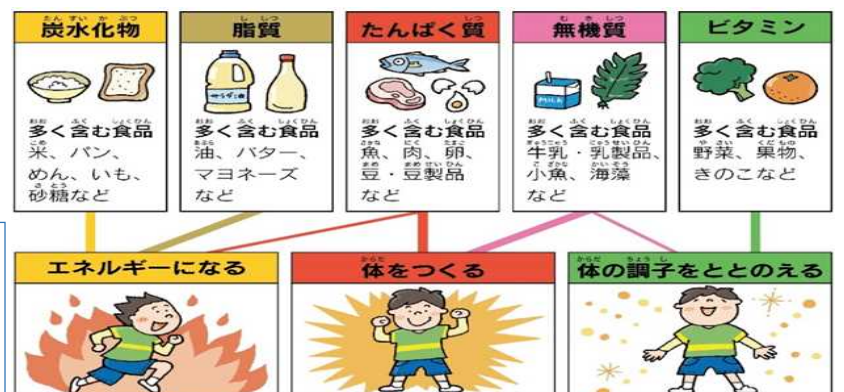 炭水化物
多く含む食品
米、パン、
めん、いも、
砂糖など
脂質
サラダ油
多く含む食品
油、バター、
マヨネーズ
など
たんぱく質
多く含む食品
魚、肉、卵、
豆・豆製品
など
無機質
MILK
多く含む食品
牛乳・乳製品、
小魚、海藻
など
ビタミン
多く含む食品
野菜、果物、
きのこなど
エネルギーになる
体をつくる
体の調子をととのえる